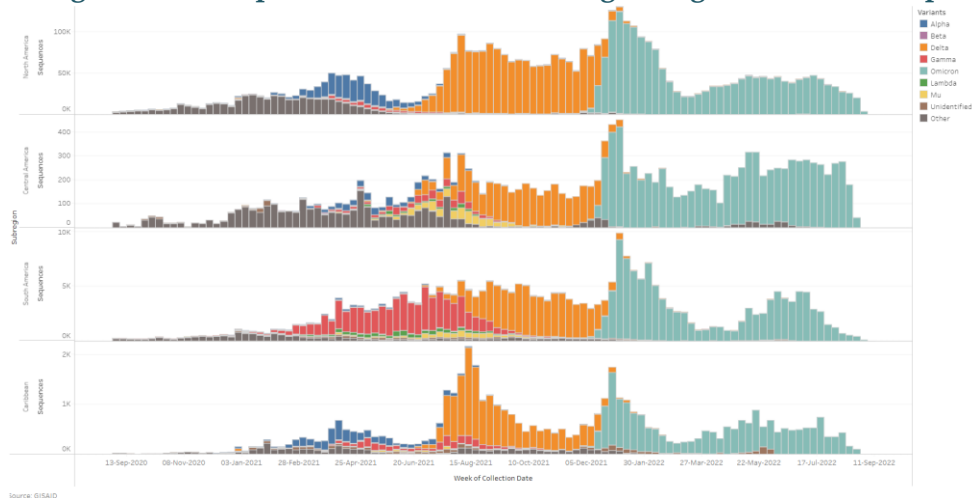 Variants
Alpha
Beta
Delta
Gamma
Omicron
Lambda
Mu
Unidentified
Other
Subregion
North America
Sequences
100K
50K
0K
Central America
Sequences
400
300
200
100
0
South America
Sequences
10K
5K
0K
Caribbean
Sequences
2K
1K
0K
13-Sep-2020 08-Nov-2020 03-Jan-2021 28-Feb-2021 25-Apr-2021 20-Jun-2021 15-Aug-2021 10-Oct-2021 05-Dec-2021 30-Jan-2022 27-Mar-2022 22-May-2022 17-Jul-2022 11-Sep-2022
Week of Collection Date
Source: GISAID